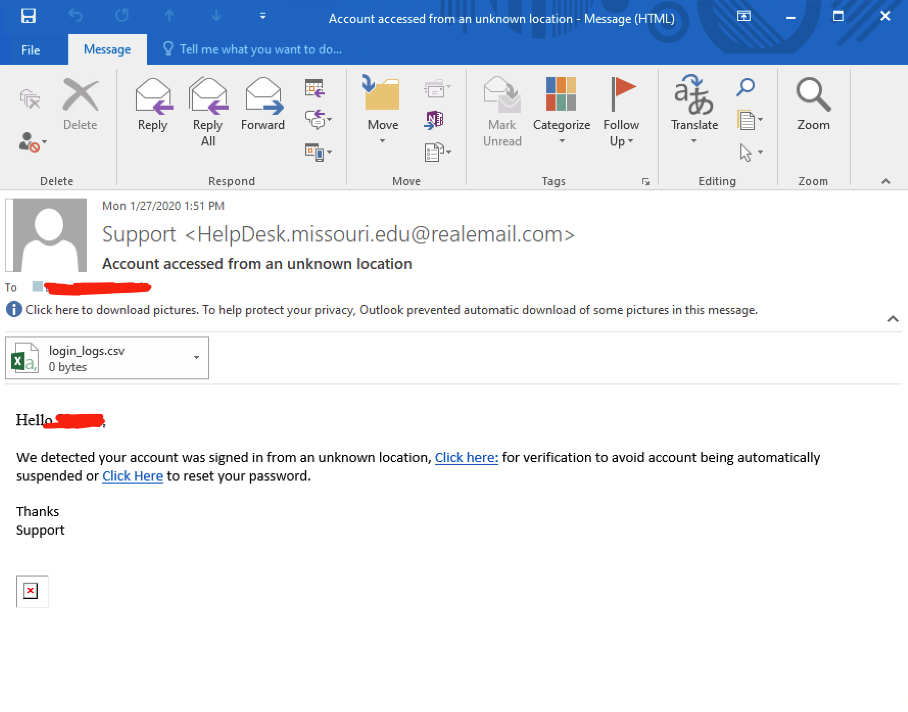 Account accessed from an unknown location - Message (HTML)
File Message Tell me what you want to do...
Delete Reply Reply All Forward Move Mark Unread Categorize Follow Up Translate Zoom
Delete Respond Move Tags Editing Zoom
Mon 1/27/2020 1:51 PM
Support <HelpDesk.missouri.edu@realemail.com>
Account accessed from an unknown location
To
Click here to download pictures. To help protect your privacy, Outlook prevented automatic download of some pictures in this message.
login_logs.csv
0 bytes
Hello
We detected your account was signed in from an unknown location, Click here: for verification to avoid account being automatically
suspended or Click Here to reset your password.
Thanks
Support